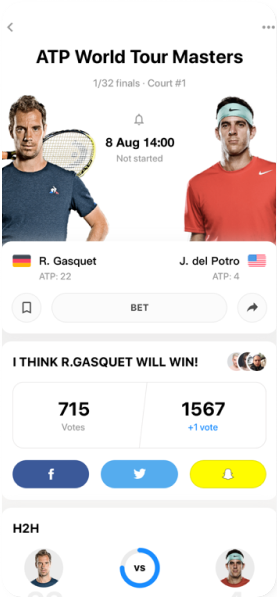 ATP World Tour Masters
1/32 finals · Court #1
8 Aug 14:00
Not started
R. Gasquet
ATP: 22
J. del Potro
ATP: 4
BET
I THINK R.GASQUET WILL WIN!
715
Votes
1567
+1 vote
H2H
vs